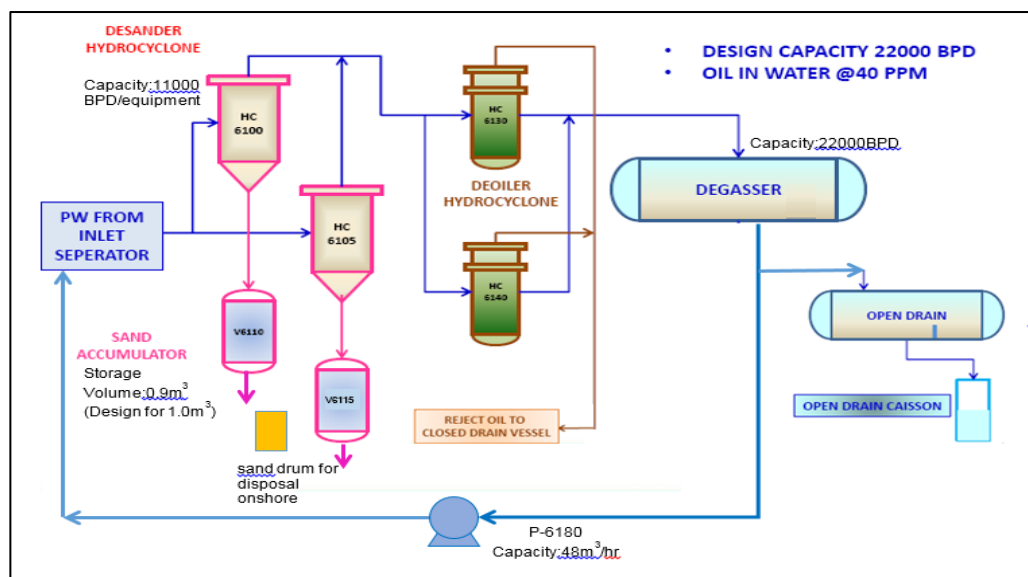 DESANDER
HYDROCYCLONE
Capacity:11000
BPD/equipment
HC
6100
HC
6105
PW FROM
INLET
SEPERATOR
V6110
V6115
SAND
ACCUMULATOR
Storage
Volume:0.9m³
(Design for 1.0m³)
sand drum for
disposal
onshore
HC
6130
DEOILER
HYDROCYCLONE
HC
6140
REJECT OIL TO
CLOSED DRAIN VESSEL
• DESIGN CAPACITY 22000 BPD
• OIL IN WATER @40 PPM
Capacity:22000BPD
DEGASSER
OPEN DRAIN
OPEN DRAIN CAISSON
P-6180
Capacity:48m³/hr